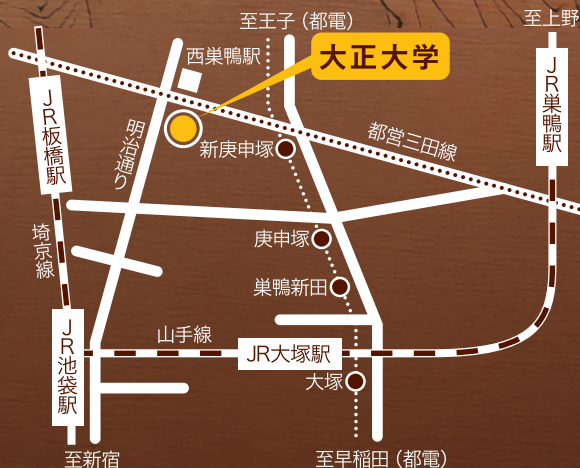 至王子（都電）
至上野
西巣鴨駅
大正大学
JR巣鴨駅
JR板橋駅
明治通り
都営三田線
新庚申塚
埼京線
庚申塚
巣鴨新田
山手線
JR大塚駅
JR池袋駅
大塚
至新宿
至早稲田（都電）